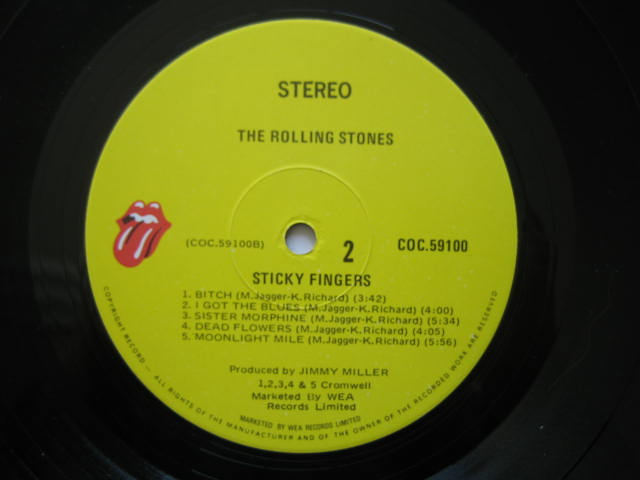 STEREO
THE ROLLING STONES
(COC.59100B)
2
COC.59100
STICKY FINGERS
1. BITCH (M.Jagger-K.Richard) (3:42)
2. I GOT THE BLUES (M.Jagger-K.Richard) (4:00)
3. SISTER MORPHINE (M.Jagger-K.Richard) (5:34)
4. DEAD FLOWERS (M.Jagger-K.Richard) (4:05)
5. MOONLIGHT MILE (M.Jagger-K.Richard) (5:56)
Produced by JIMMY MILLER
1,2,3,4 & 5 Cromwell
Marketed By WEA
Records Limited
MARKETED BY WEA RECORDS LIMITED
COPYRIGHT RECORD — ALL RIGHTS OF THE MANUFACTURER AND OF THE OWNER OF THE RECORDED WORK ARE RESERVED